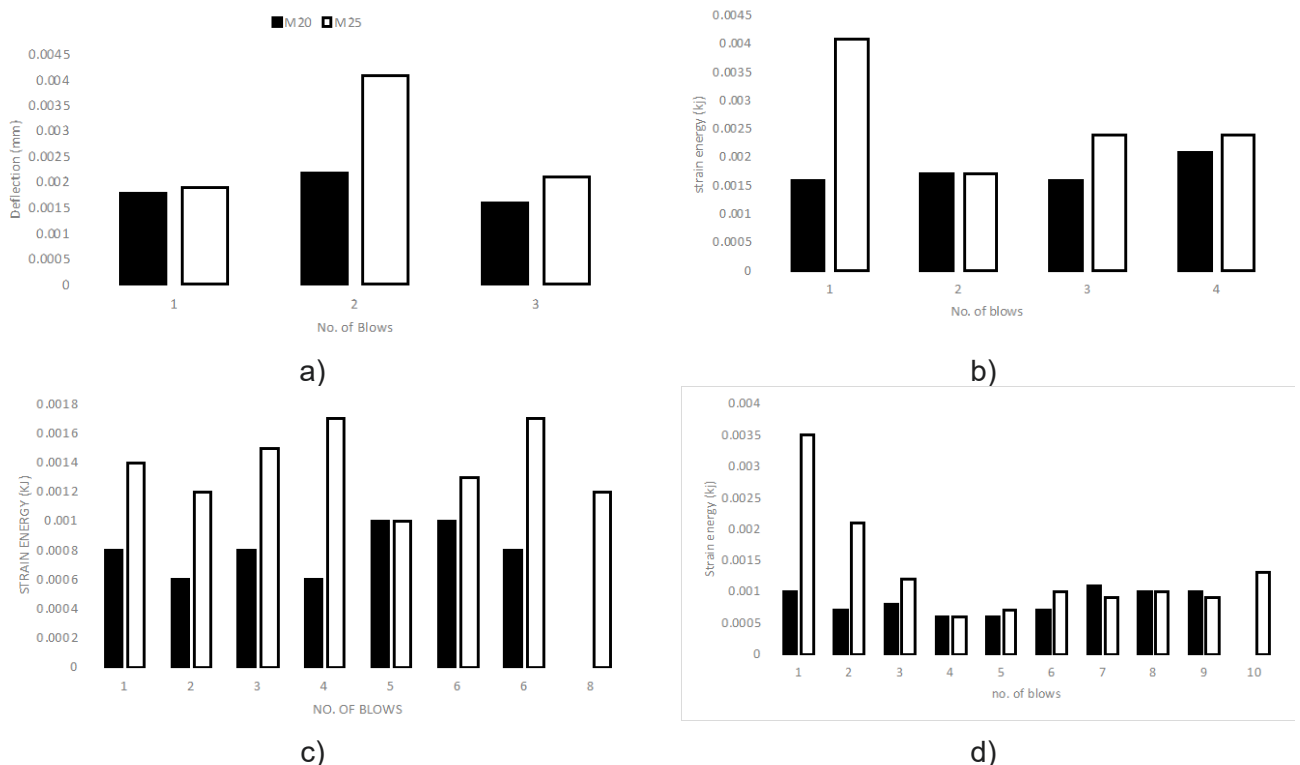 M20 M25
0.0045
0.004
0.0035
0.003
0.0025
0.002
0.0015
0.001
0.0005
0
Deflection (mm)
1 2 3
No. of Blows
a)
0.0045
0.004
0.0035
0.003
0.0025
0.002
0.0015
0.001
0.0005
0
strain energy (kj)
1 2 3 4
No. of blows
b)
0.0018
0.0016
0.0014
0.0012
0.001
0.0008
0.0006
0.0004
0.0002
0
STRAIN ENERGY (KJ)
1 2 3 4 5 6 6 8
NO. OF BLOWS
c)
0.004
0.0035
0.003
0.0025
0.002
0.0015
0.001
0.0005
0
Strain energy (kj)
1 2 3 4 5 6 7 8 9 10
no. of blows
d)